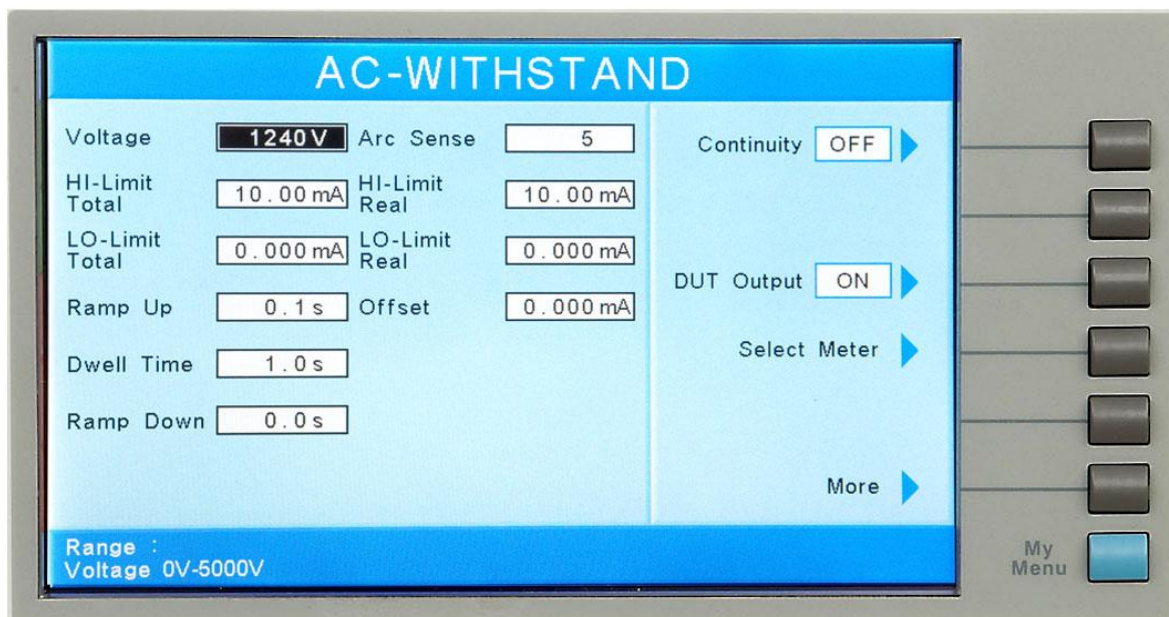 AC-WITHSTAND
Voltage 1240V Arc Sense 5
HI-Limit Total 10.00mA HI-Limit Real 10.00mA
LO-Limit Total 0.000mA LO-Limit Real 0.000mA
Ramp Up 0.1s Offset 0.000mA
Dwell Time 1.0s
Ramp Down 0.0s
Continuity OFF
DUT Output ON
Select Meter
More
Range :
Voltage 0V-5000V
My
Menu